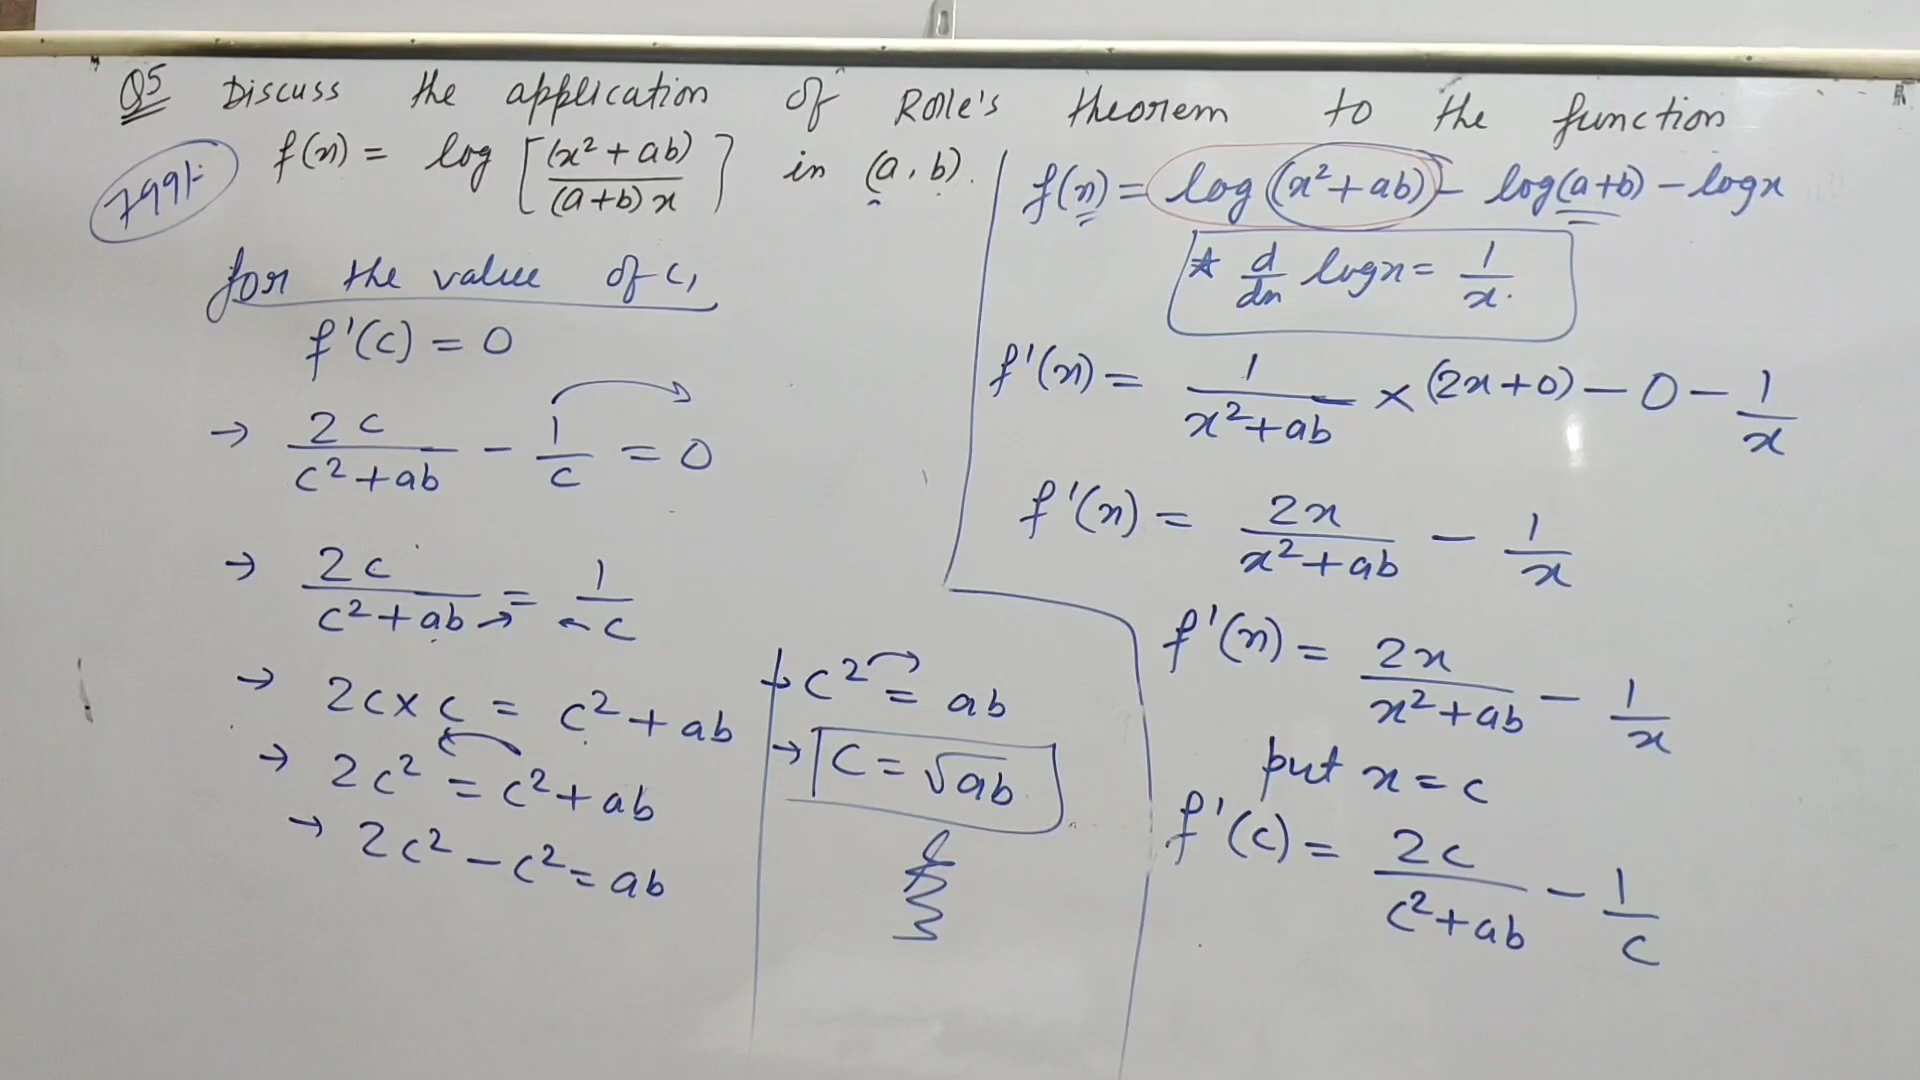 Q5 Discuss the application of Rolle's theorem to the function
f(x) = log [(x² + ab) / (a+b) x] in (a, b).
799/-
for the value of c,
f'(c) = 0
→ 2c / (c² + ab) - 1/c = 0
→ 2c / (c² + ab) = 1/c
→ 2c × c = c² + ab
→ 2c² = c² + ab
→ 2c² - c² = ab
→ c² = ab
→ c = √ab
f(x) = log (x² + ab) - log(a+b) - log x
* d/dx log x = 1/x.
f'(x) = 1 / (x² + ab) × (2x + 0) - 0 - 1/x
f'(x) = 2x / (x² + ab) - 1/x
f'(x) = 2x / (x² + ab) - 1/x
put x = c
f'(c) = 2c / (c² + ab) - 1/c